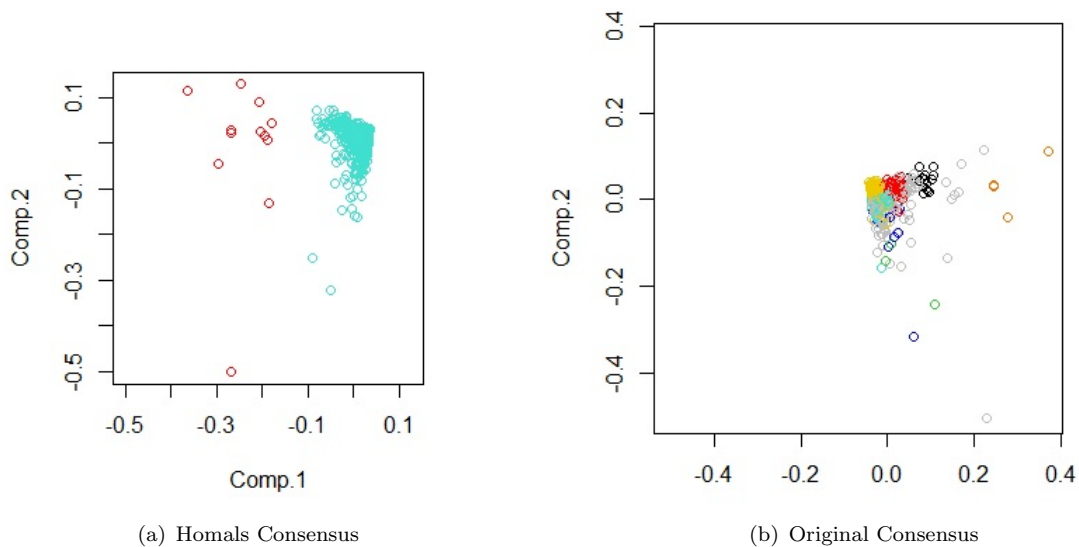 0.1
-0.1
-0.3
-0.5
Comp.2
-0.5 -0.3 -0.1 0.1
Comp.1
(a) Homals Consensus
0.4
0.2
0.0
-0.2
-0.4
Comp.2
-0.4 -0.2 0.0 0.2 0.4
(b) Original Consensus